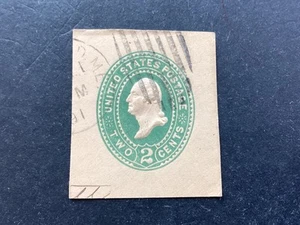 UNITED STATES POSTAGE
TWO CENTS
2